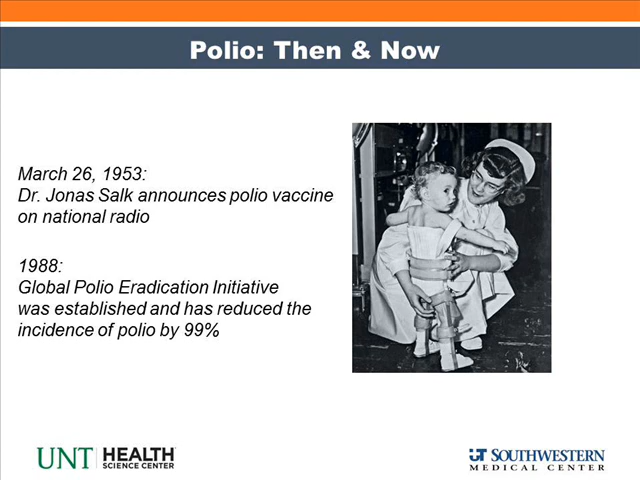 Polio: Then & Now
March 26, 1953:
Dr. Jonas Salk announces polio vaccine
on national radio
1988:
Global Polio Eradication Initiative
was established and has reduced the
incidence of polio by 99%
UNT HEALTH
SCIENCE CENTER
UT SOUTHWESTERN
MEDICAL CENTER